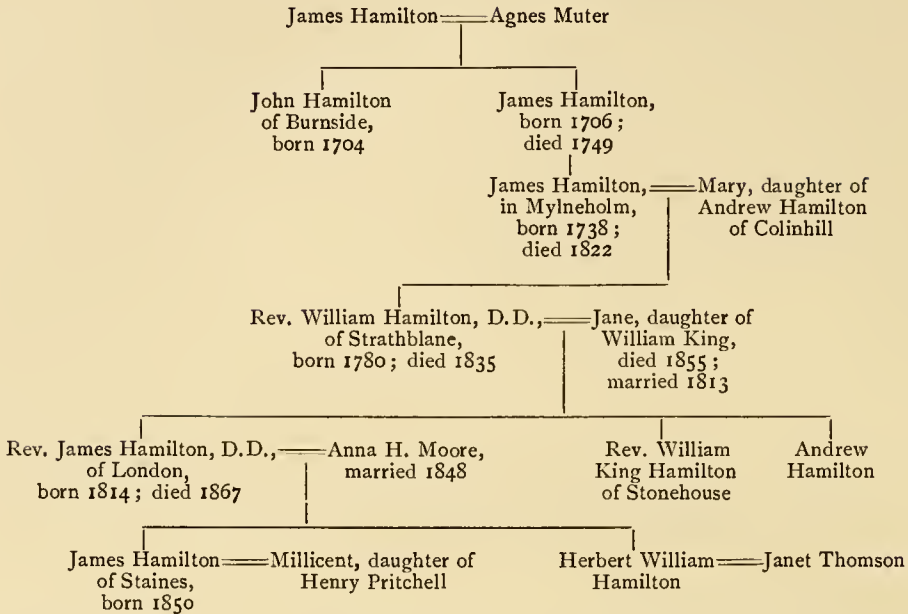 James Hamilton Agnes Muter
John Hamilton
of Burnside,
born 1704
James Hamilton,
born 1706;
died 1749
James Hamilton,
in Mylneholm,
born 1738;
died 1822
Mary, daughter of
Andrew Hamilton
of Colinhill
Rev. William Hamilton, D.D.,
of Strathblane,
born 1780; died 1835
Jane, daughter of
William King,
died 1855;
married 1813
Rev. James Hamilton, D.D.,
of London,
born 1814; died 1867
Anna H. Moore,
married 1848
Rev. William
King Hamilton
of Stonehouse
Andrew
Hamilton
James Hamilton
of Staines,
born 1850
Millicent, daughter of
Henry Pritchell
Herbert William
Hamilton
Janet Thomson